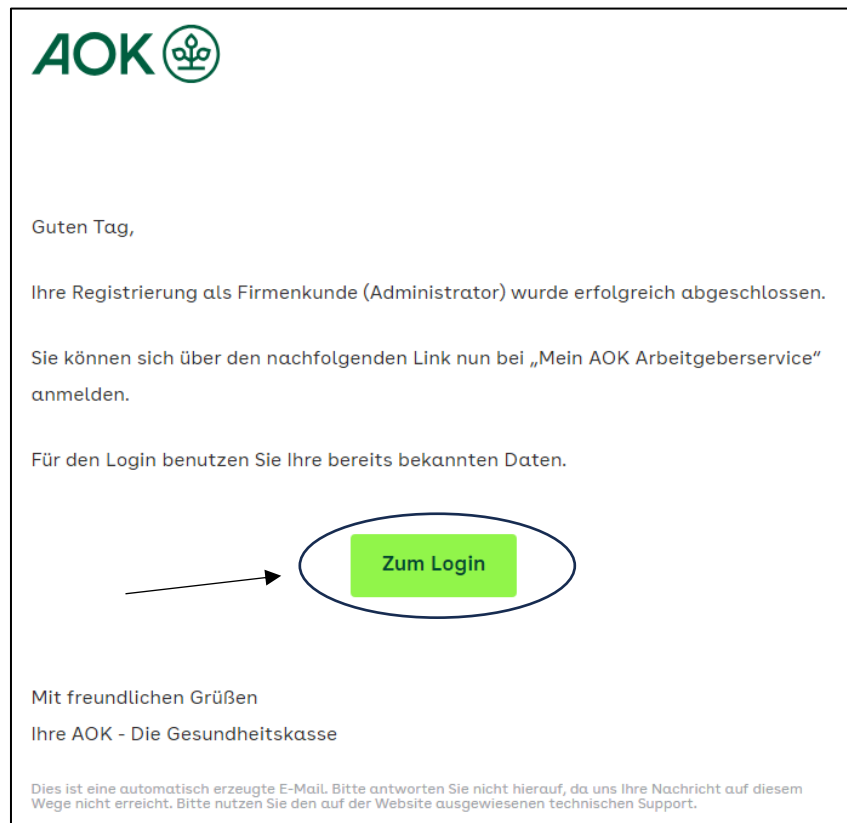 AOK
Guten Tag,
Ihre Registrierung als Firmenkunde (Administrator) wurde erfolgreich abgeschlossen.
Sie können sich über den nachfolgenden Link nun bei „Mein AOK Arbeitgeberservice“
anmelden.
Für den Login benutzen Sie Ihre bereits bekannten Daten.
Zum Login
Mit freundlichen Grüßen
Ihre AOK - Die Gesundheitskasse
Dies ist eine automatisch erzeugte E-Mail. Bitte antworten Sie nicht hierauf, da uns Ihre Nachricht auf diesem
Wege nicht erreicht. Bitte nutzen Sie den auf der Website ausgewiesenen technischen Support.